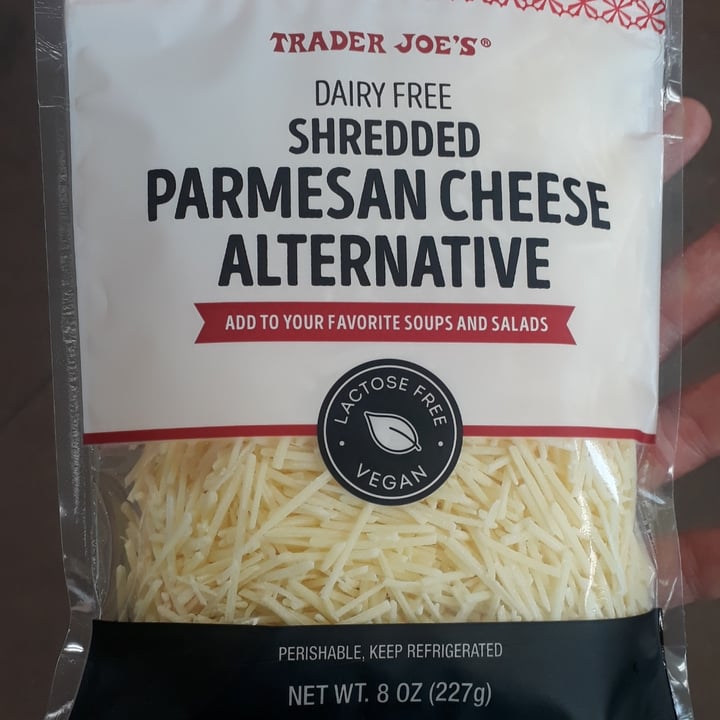 TRADER JOE'S®
DAIRY FREE
SHREDDED
PARMESAN CHEESE
ALTERNATIVE
ADD TO YOUR FAVORITE SOUPS AND SALADS
LACTOSE FREE
VEGAN
PERISHABLE, KEEP REFRIGERATED
NET WT. 8 OZ (227g)